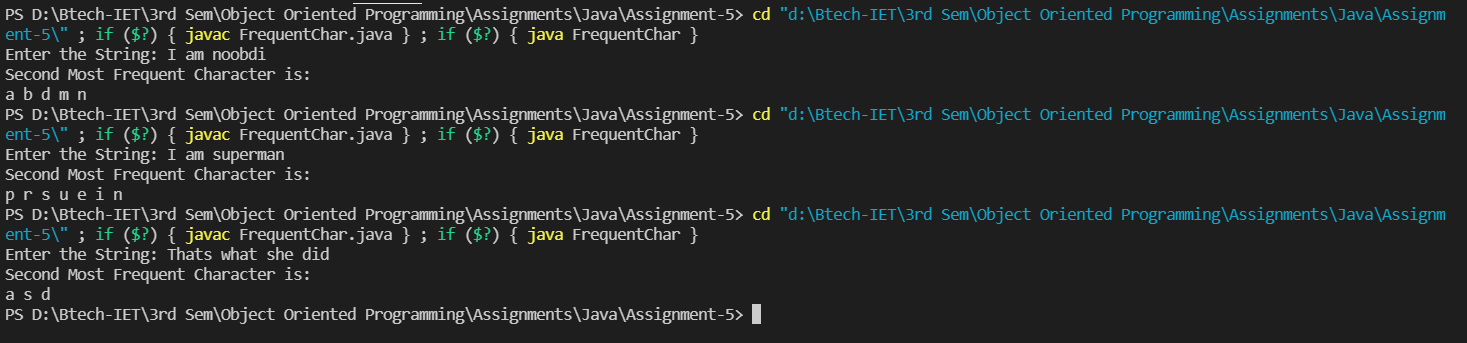 PS D:\Btech-IET\3rd Sem\Object Oriented Programming\Assignments\Java\Assignment-5> cd "d:\Btech-IET\3rd Sem\Object Oriented Programming\Assignments\Java\Assignm
ent-5\" ; if ($?) { javac FrequentChar.java } ; if ($?) { java FrequentChar }
Enter the String: I am noobdi
Second Most Frequent Character is:
a b d m n
PS D:\Btech-IET\3rd Sem\Object Oriented Programming\Assignments\Java\Assignment-5> cd "d:\Btech-IET\3rd Sem\Object Oriented Programming\Assignments\Java\Assignm
ent-5\" ; if ($?) { javac FrequentChar.java } ; if ($?) { java FrequentChar }
Enter the String: I am superman
Second Most Frequent Character is:
p r s u e i n
PS D:\Btech-IET\3rd Sem\Object Oriented Programming\Assignments\Java\Assignment-5> cd "d:\Btech-IET\3rd Sem\Object Oriented Programming\Assignments\Java\Assignm
ent-5\" ; if ($?) { javac FrequentChar.java } ; if ($?) { java FrequentChar }
Enter the String: Thats what she did
Second Most Frequent Character is:
a s d
PS D:\Btech-IET\3rd Sem\Object Oriented Programming\Assignments\Java\Assignment-5>